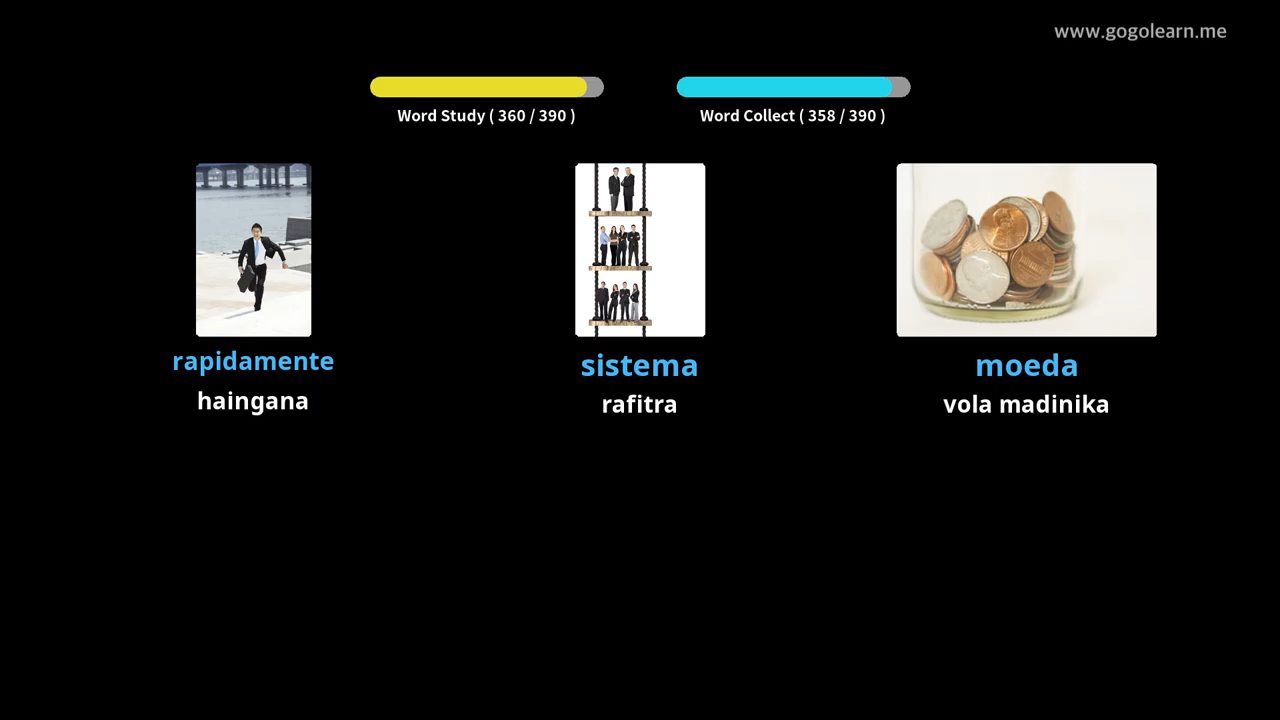 www.gogolearn.me
Word Study ( 360 / 390 )
Word Collect ( 358 / 390 )
rapidamente
haingana
sistema
rafitra
moeda
vola madinika